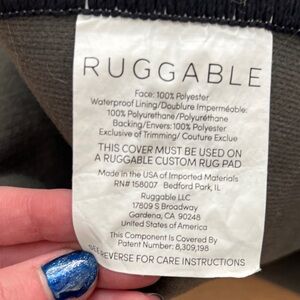 RUGGABLE
Face: 100% Polyester
Waterproof Lining/Doublure Imperméable:
100% Polyurethane/Polyuréthane
Backing/Envers: 100% Polyester
Exclusive of Trimming/ Couture Exclue
THIS COVER MUST BE USED ON
A RUGGABLE CUSTOM RUG PAD
Made in the USA of Imported Materials
RN# 158007 Bedford Park, IL
Ruggable LLC
17809 S Broadway
Gardena, CA 90248
United States of America
This Component Is Covered By
Patent Number: 8,309,198
SEE REVERSE FOR CARE INSTRUCTIONS